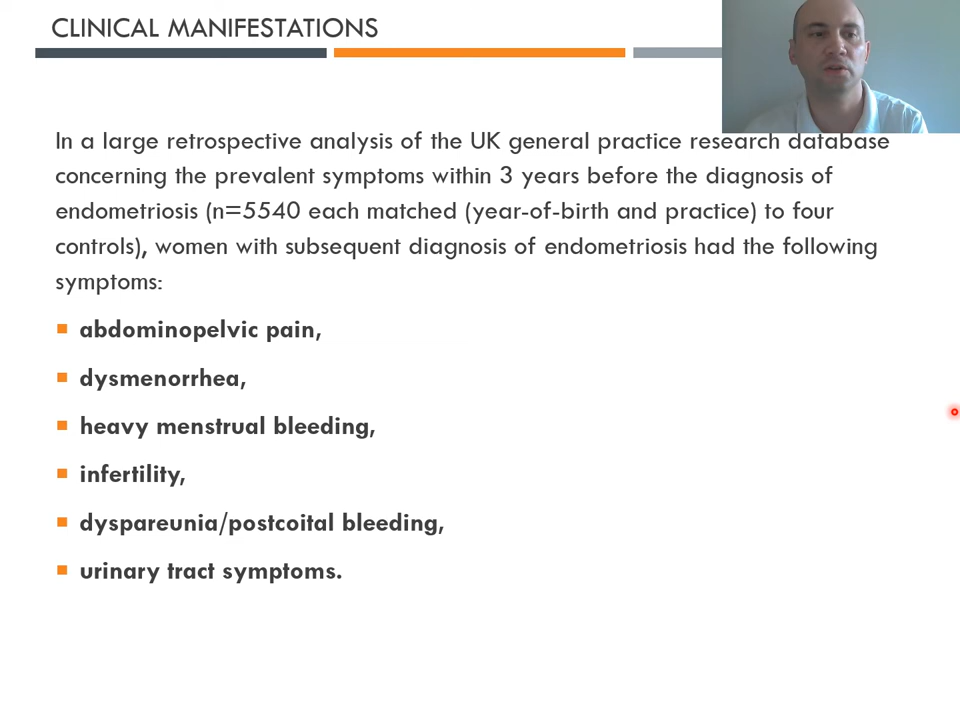 CLINICAL MANIFESTATIONS
In a large retrospective analysis of the UK general practice research database
concerning the prevalent symptoms within 3 years before the diagnosis of
endometriosis (n=5540 each matched (year-of-birth and practice) to four
controls), women with subsequent diagnosis of endometriosis had the following
symptoms:
abdominopelvic pain,
dysmenorrhea,
heavy menstrual bleeding,
infertility,
dyspareunia/postcoital bleeding,
urinary tract symptoms.